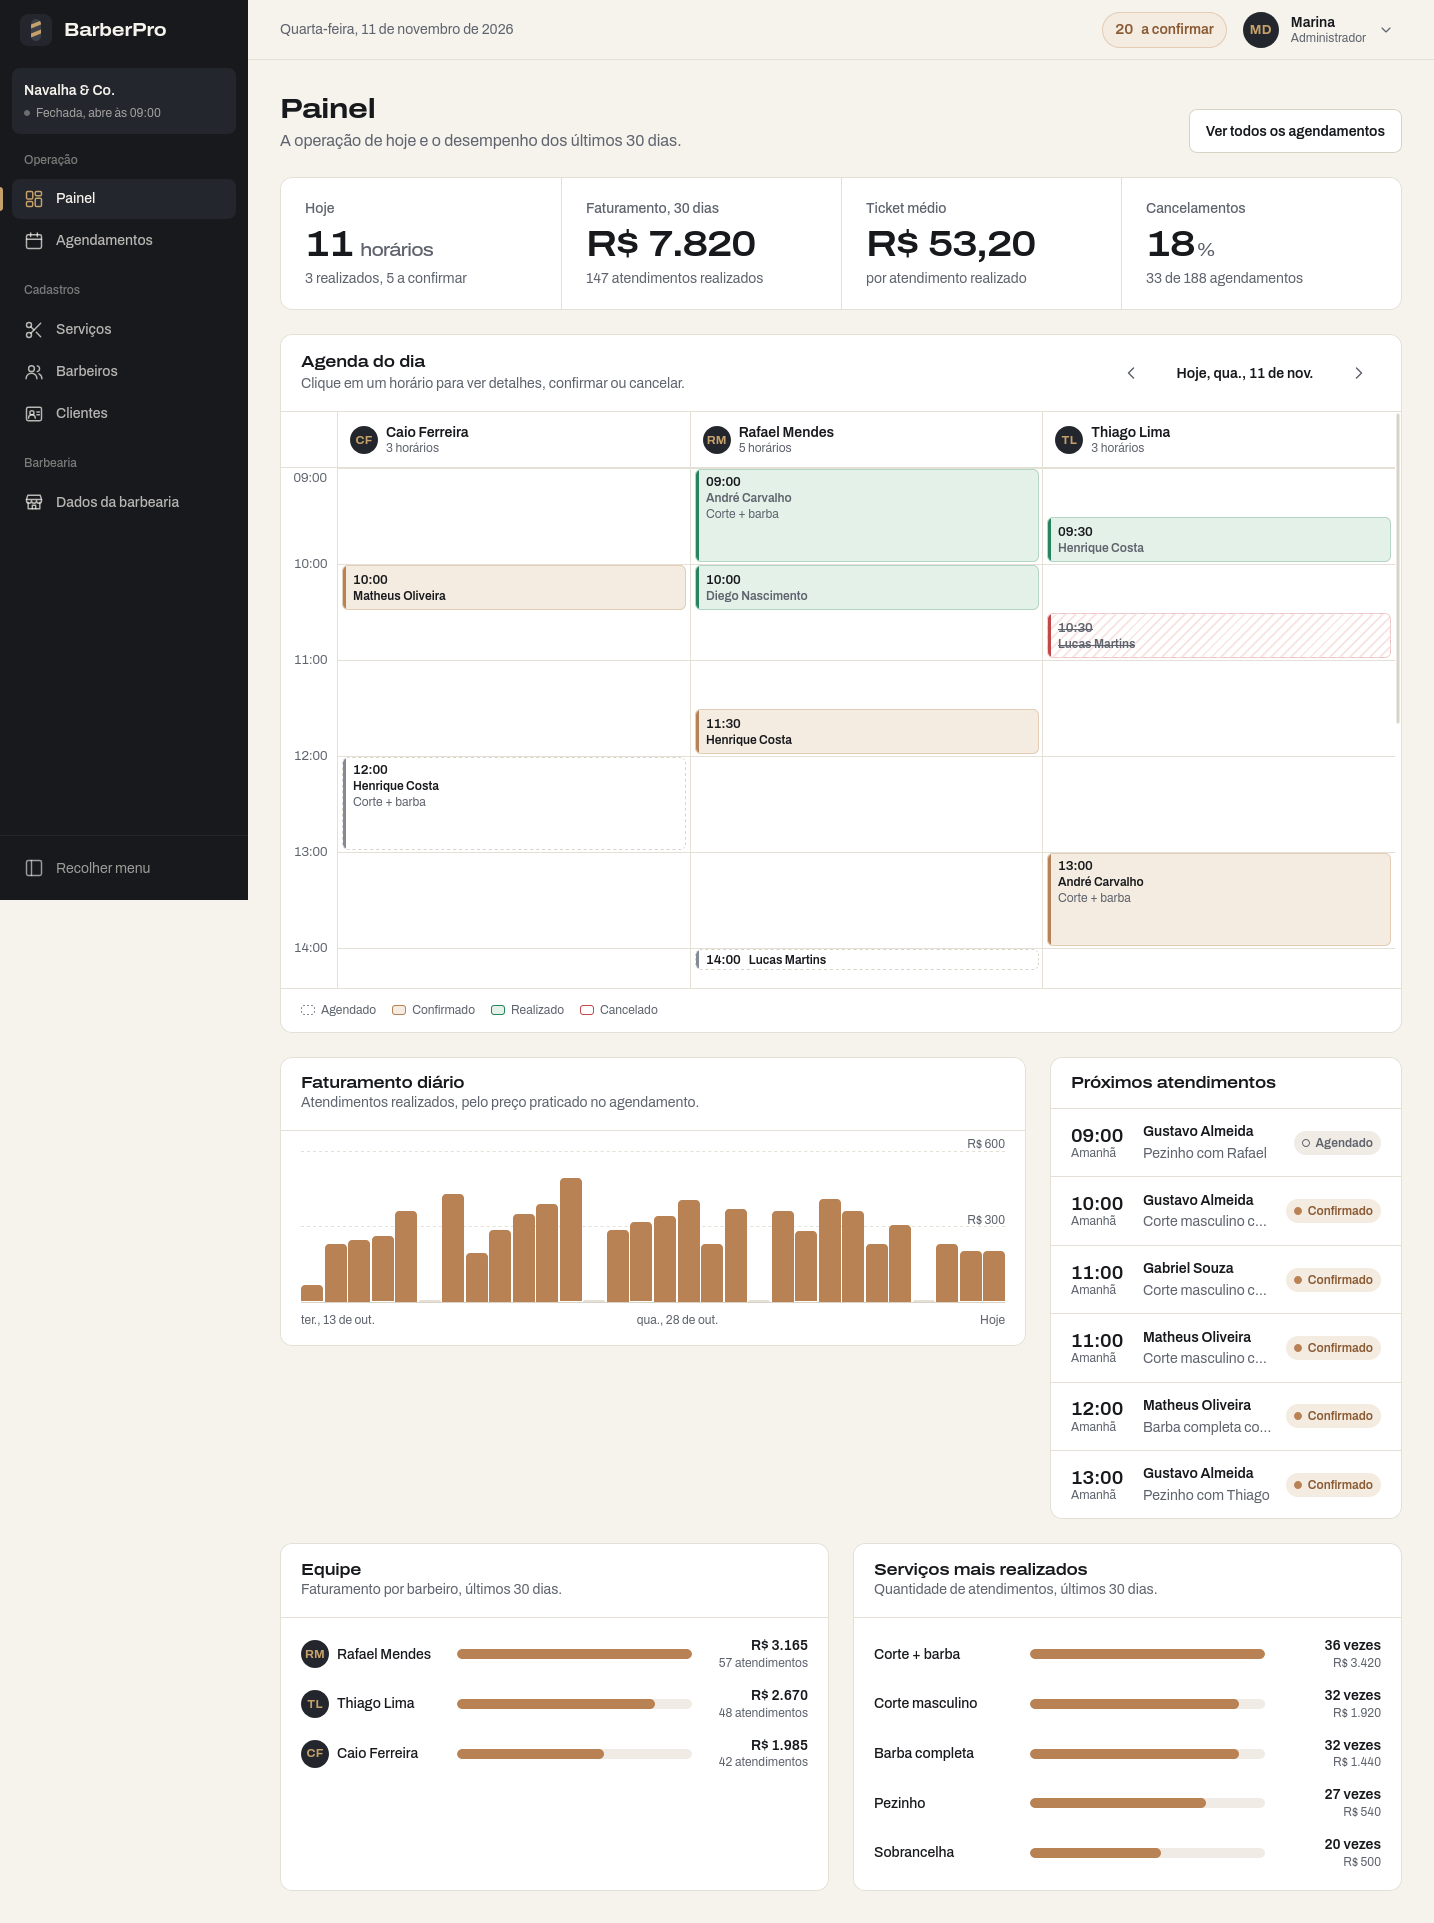 BarberPro
Navalha & Co.
Fechada, abre às 09:00
Operação
Painel
Agendamentos
Cadastros
Serviços
Barbeiros
Clientes
Barbearia
Dados da barbearia
Recolher menu
Quarta-feira, 11 de novembro de 2026
20 a confirmar
MD
Marina
Administrador
Painel
A operação de hoje e o desempenho dos últimos 30 dias.
Ver todos os agendamentos
Hoje
11 horários
3 realizados, 5 a confirmar
Faturamento, 30 dias
R$ 7.820
147 atendimentos realizados
Ticket médio
R$ 53,20
por atendimento realizado
Cancelamentos
18%
33 de 188 agendamentos
Agenda do dia
Clique em um horário para ver detalhes, confirmar ou cancelar.
Hoje, qua., 11 de nov.
CF
Caio Ferreira
3 horários
RM
Rafael Mendes
5 horários
TL
Thiago Lima
3 horários
09:00
10:00
11:00
12:00
13:00
14:00
10:00
Matheus Oliveira
12:00
Henrique Costa
Corte + barba
09:00
André Carvalho
Corte + barba
10:00
Diego Nascimento
11:30
Henrique Costa
14:00 Lucas Martins
09:30
Henrique Costa
10:30
Lucas Martins
13:00
André Carvalho
Corte + barba
Agendado
Confirmado
Realizado
Cancelado
Faturamento diário
Atendimentos realizados, pelo preço praticado no agendamento.
R$ 600
R$ 300
ter., 13 de out.
qua., 28 de out.
Hoje
Próximos atendimentos
09:00
Amanhã
Gustavo Almeida
Pezinho com Rafael
Agendado
10:00
Amanhã
Gustavo Almeida
Corte masculino c...
Confirmado
11:00
Amanhã
Gabriel Souza
Corte masculino c...
Confirmado
11:00
Amanhã
Matheus Oliveira
Corte masculino c...
Confirmado
12:00
Amanhã
Matheus Oliveira
Barba completa co...
Confirmado
13:00
Amanhã
Gustavo Almeida
Pezinho com Thiago
Confirmado
Equipe
Faturamento por barbeiro, últimos 30 dias.
RM
Rafael Mendes
R$ 3.165
57 atendimentos
TL
Thiago Lima
R$ 2.670
48 atendimentos
CF
Caio Ferreira
R$ 1.985
42 atendimentos
Serviços mais realizados
Quantidade de atendimentos, últimos 30 dias.
Corte + barba
36 vezes
R$ 3.420
Corte masculino
32 vezes
R$ 1.920
Barba completa
32 vezes
R$ 1.440
Pezinho
27 vezes
R$ 540
Sobrancelha
20 vezes
R$ 500